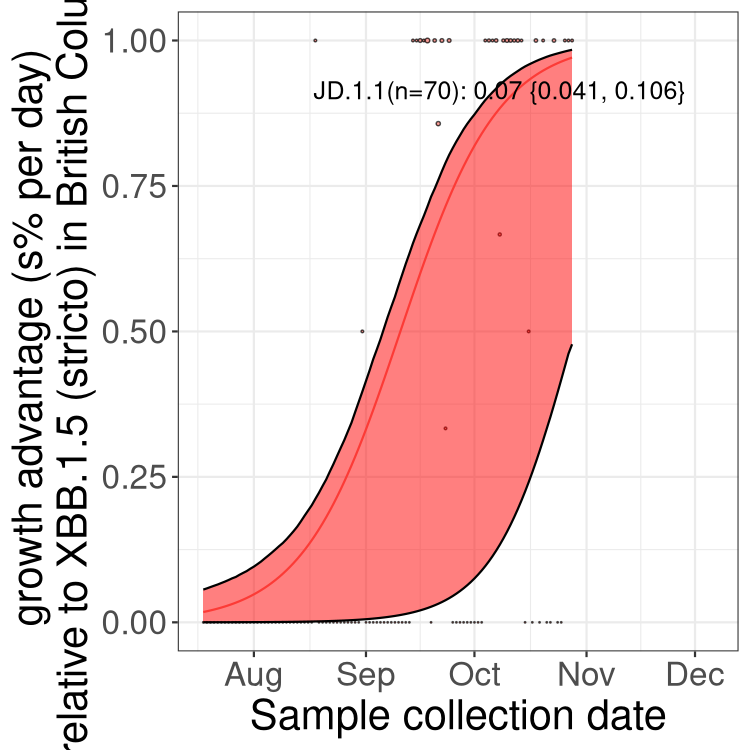 growth advantage (s% per day)
relative to XBB.1.5 (stricto) in British Colu
1.00
0.75
0.50
0.25
0.00
JD.1.1(n=70): 0.07 {0.041, 0.106}
Aug Sep Oct Nov Dec
Sample collection date